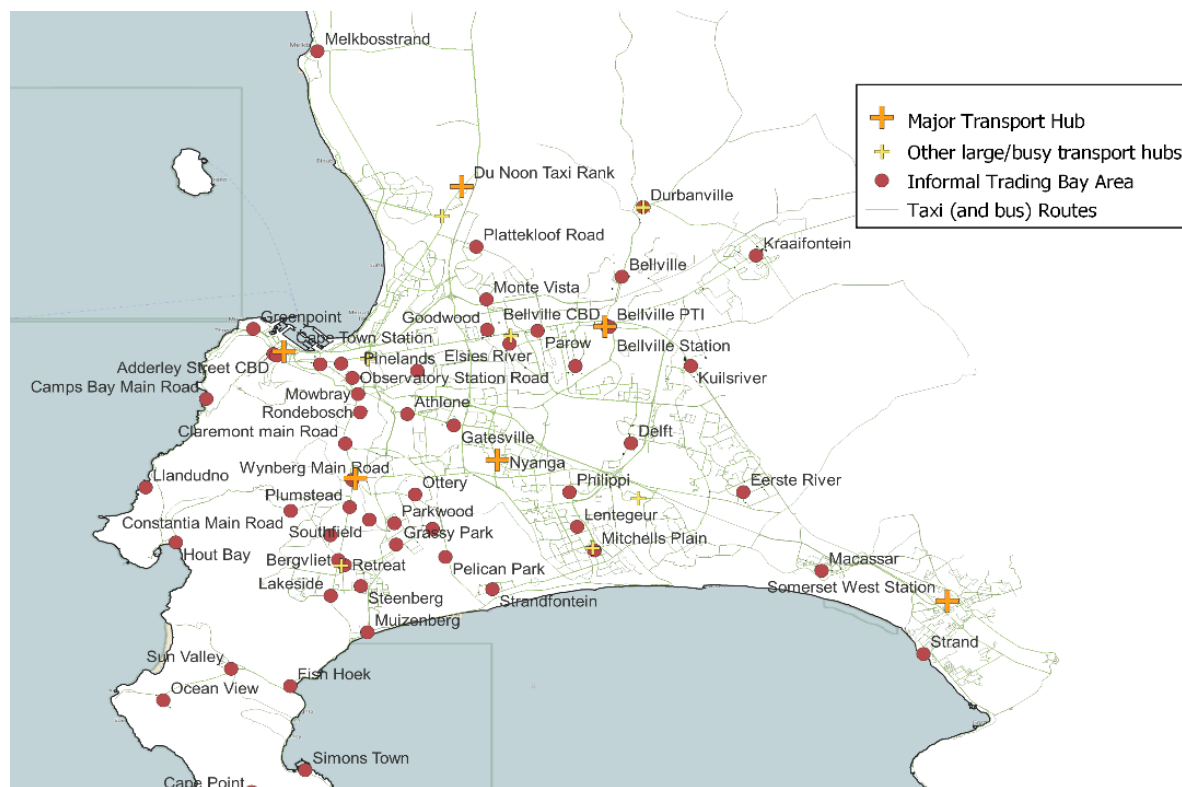 Melkbosstrand
Major Transport Hub
Other large/busy transport hubs
Informal Trading Bay Area
Taxi (and bus) Routes
Du Noon Taxi Rank
Durbanville
Plattekloof Road
Kraaifontein
Bellville
Monte Vista
Greenpoint
Goodwood
Bellville CBD
Bellville PTI
Cape Town Station
Parow
Bellville Station
Elsies River
Pinelands
Adderley Street CBD
Observatory Station Road
Kuilsriver
Camps Bay Main Road
Mowbray
Rondebosch
Athlone
Claremont main Road
Gatesville
Delft
Nyanga
Wynberg Main Road
Llandudno
Ottery
Philippi
Eerste River
Plumstead
Constantia Main Road
Parkwood
Lentegeur
Southfield
Grassy Park
Mitchells Plain
Hout Bay
Bergvliet
Retreat
Pelican Park
Macassar
Lakeside
Somerset West Station
Steenberg
Strandfontein
Muizenberg
Strand
Sun Valley
Fish Hoek
Ocean View
Simons Town
Cape Point